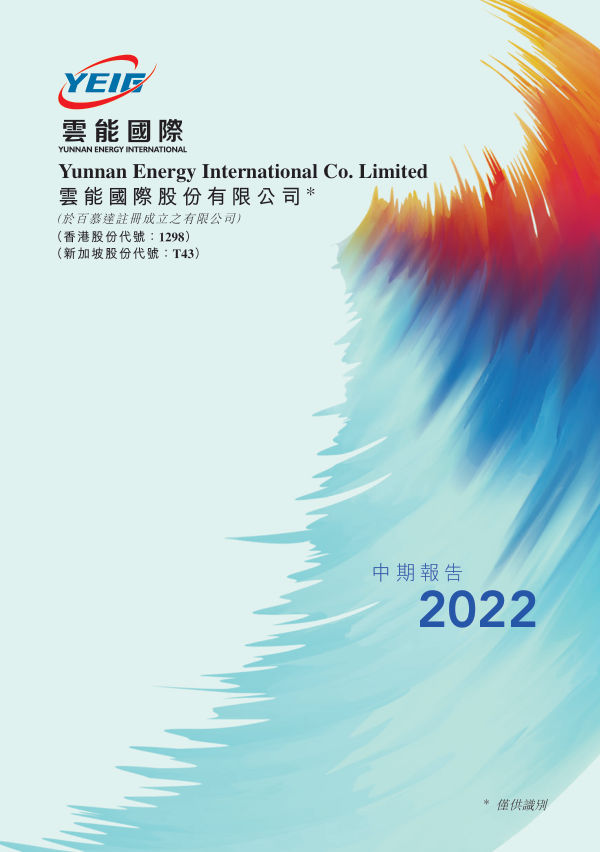 YEIG
雲能國際
YUNNAN ENERGY INTERNATIONAL
Yunnan Energy International Co. Limited
雲能國際股份有限公司*
(於百慕達註冊成立之有限公司)
(香港股份代號：1298)
(新加坡股份代號：T43)
中期報告
2022
* 僅供識別